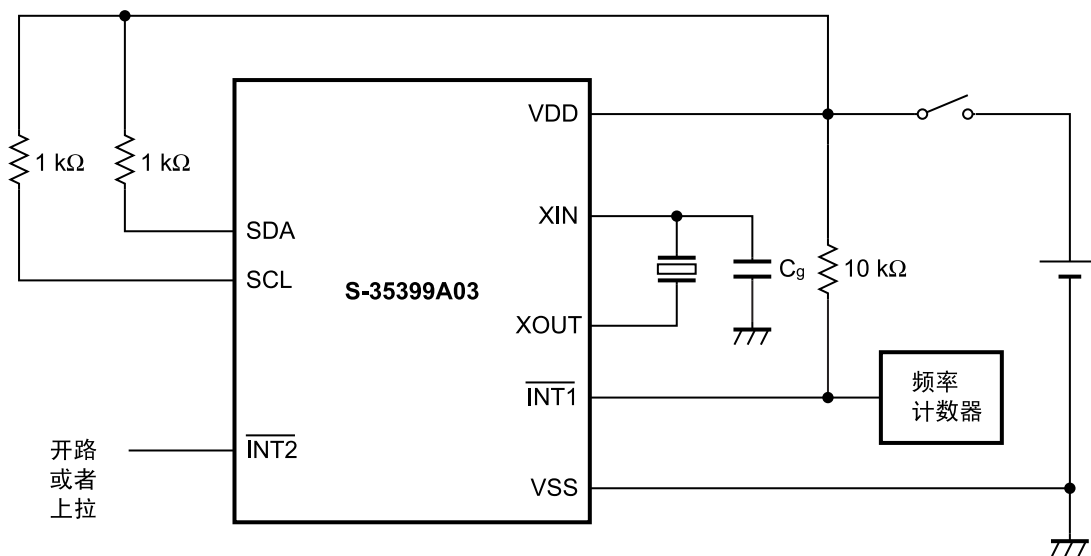 VDD
1 kΩ
1 kΩ
XIN
SDA
SCL
S-35399A03
Cg
10 kΩ
XOUT
INT1
频率
计数器
开路
或者
上拉
INT2
VSS